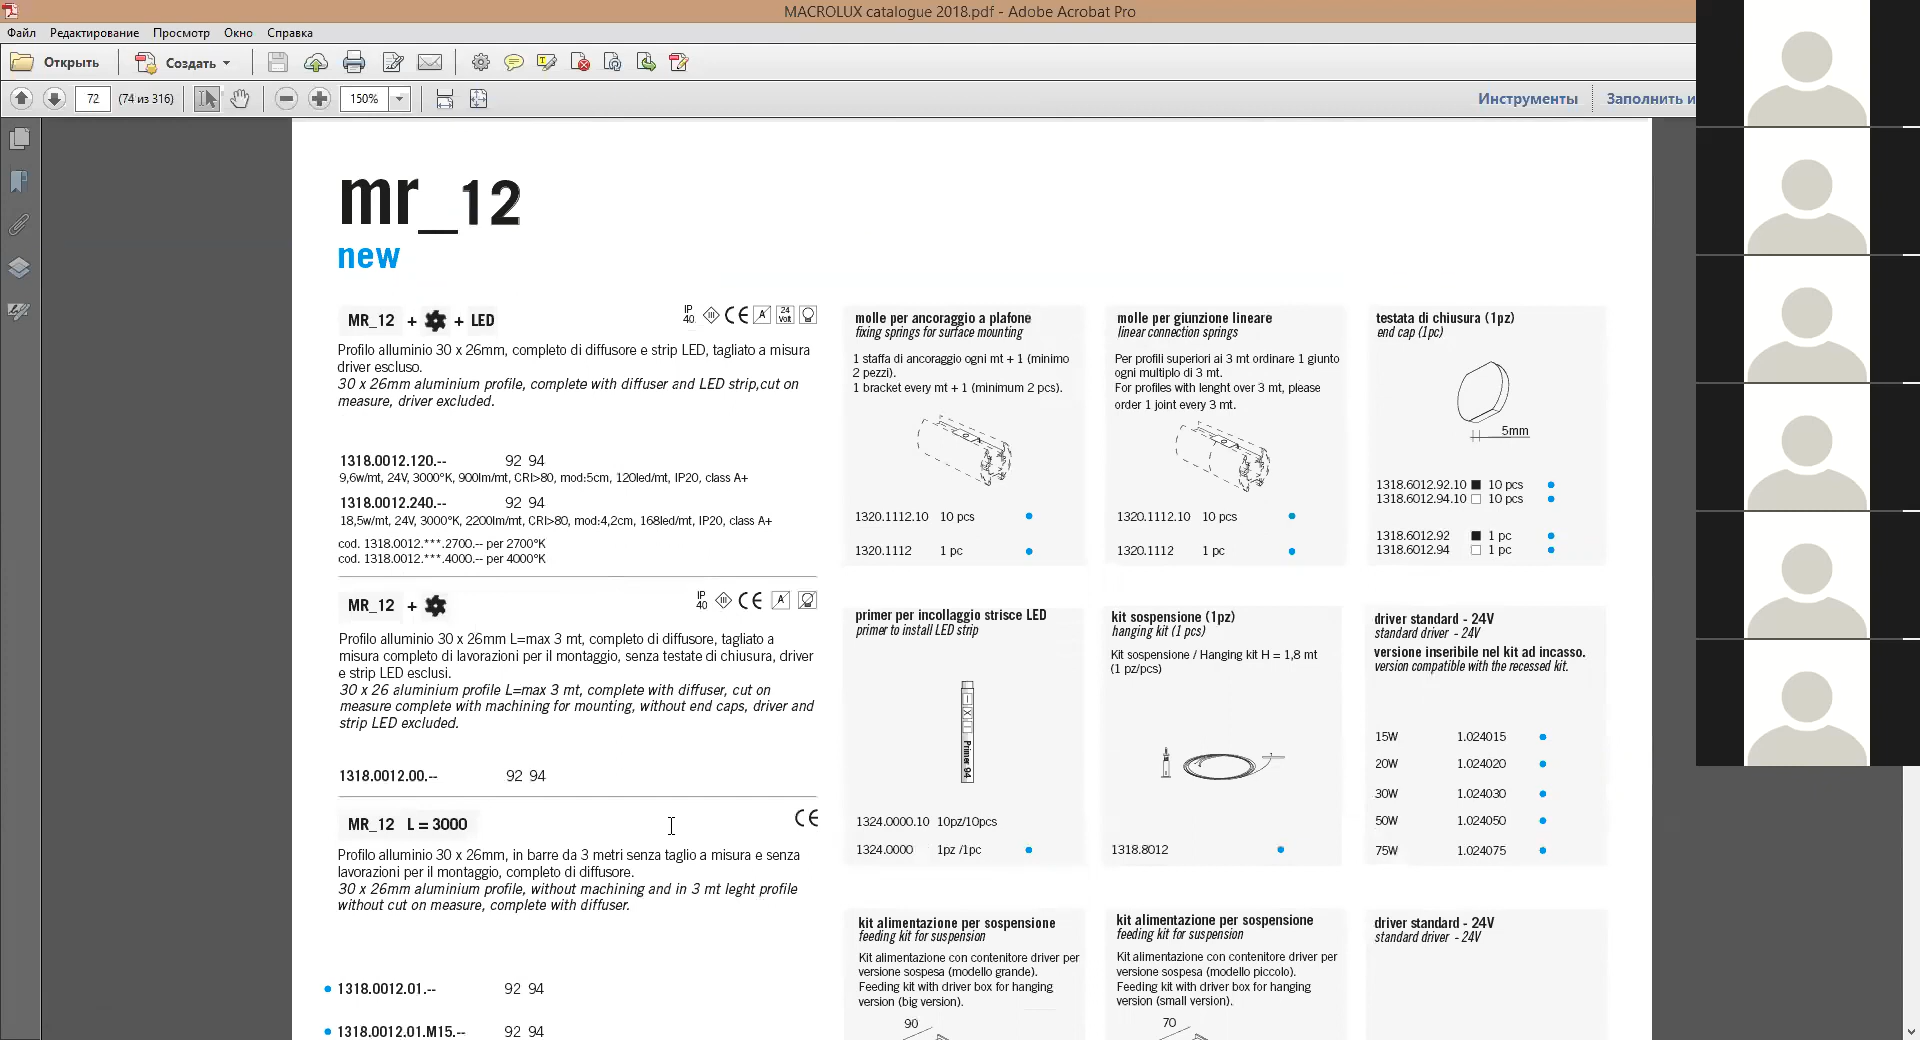 MACROLUX catalogue 2018.pdf - Adobe Acrobat Pro
Файл Редактирование Просмотр Окно Справка
Открыть Создать
72 (74 из 316) 150% Инструменты Заполнить и
mr_12
new
MR_12 + + LED
IP 40 III CE A 24 Volt
Profilo alluminio 30 x 26mm, completo di diffusore e strip LED, tagliato a misura
driver escluso.
30 x 26mm aluminium profile, complete with diffuser and LED strip,cut on
measure, driver excluded.
1318.0012.120.-- 92 94
9,6w/mt, 24V, 3000°K, 900lm/mt, CRI>80, mod:5cm, 120led/mt, IP20, class A+
1318.0012.240.-- 92 94
18,5w/mt, 24V, 3000°K, 2200lm/mt, CRI>80, mod:4,2cm, 168led/mt, IP20, class A+
cod. 1318.0012.***.2700.-- per 2700°K
cod. 1318.0012.***.4000.-- per 4000°K
MR_12 +
IP 40 III CE A
Profilo alluminio 30 x 26mm L=max 3 mt, completo di diffusore, tagliato a
misura completo di lavorazioni per il montaggio, senza testate di chiusura, driver
e strip LED esclusi.
30 x 26 aluminium profile L=max 3 mt, complete with diffuser, cut on
measure complete with machining for mounting, without end caps, driver and
strip LED excluded.
1318.0012.00.-- 92 94
MR_12 L = 3000
CE
Profilo alluminio 30 x 26mm, in barre da 3 metri senza taglio a misura e senza
lavorazioni per il montaggio, completo di diffusore.
30 x 26mm aluminium profile, without machining and in 3 mt leght profile
without cut on measure, complete with diffuser.
1318.0012.01.-- 92 94
1318.0012.01.M15.-- 92 94
molle per ancoraggio a plafone
fixing springs for surface mounting
1 staffa di ancoraggio ogni mt + 1 (minimo
2 pezzi).
1 bracket every mt + 1 (minimum 2 pcs).
1320.1112.10 10 pcs
1320.1112 1 pc
molle per giunzione lineare
linear connection springs
Per profili superiori ai 3 mt ordinare 1 giunto
ogni multiplo di 3 mt.
For profiles with lenght over 3 mt, please
order 1 joint every 3 mt.
1320.1112.10 10 pcs
1320.1112 1 pc
testata di chiusura (1pz)
end cap (1pc)
5mm
1318.6012.92.10 10 pcs
1318.6012.94.10 10 pcs
1318.6012.92 1 pc
1318.6012.94 1 pc
primer per incollaggio strisce LED
primer to install LED strip
Primer 94
1324.0000.10 10pz/10pcs
1324.0000 1pz /1pc
kit sospensione (1pz)
hanging kit (1 pcs)
Kit sospensione / Hanging kit H = 1,8 mt
(1 pz/pcs)
1318.8012
driver standard - 24V
standard driver - 24V
versione inseribile nel kit ad incasso.
version compatible with the recessed kit.
15W 1.024015
20W 1.024020
30W 1.024030
50W 1.024050
75W 1.024075
kit alimentazione per sospensione
feeding kit for suspension
Kit alimentazione con contenitore driver per
versione sospesa (modello grande).
Feeding kit with driver box for hanging
version (big version).
90
kit alimentazione per sospensione
feeding kit for suspension
Kit alimentazione con contenitore driver per
versione sospesa (modello piccolo).
Feeding kit with driver box for hanging
version (small version).
70
driver standard - 24V
standard driver - 24V